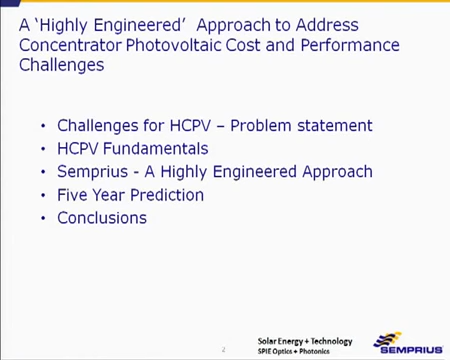 A ‘Highly Engineered’ Approach to Address
Concentrator Photovoltaic Cost and Performance
Challenges
• Challenges for HCPV – Problem statement
• HCPV Fundamentals
• Semprius - A Highly Engineered Approach
• Five Year Prediction
• Conclusions
2
Solar Energy + Technology
SPIE Optics + Photonics
SEMPRIUS